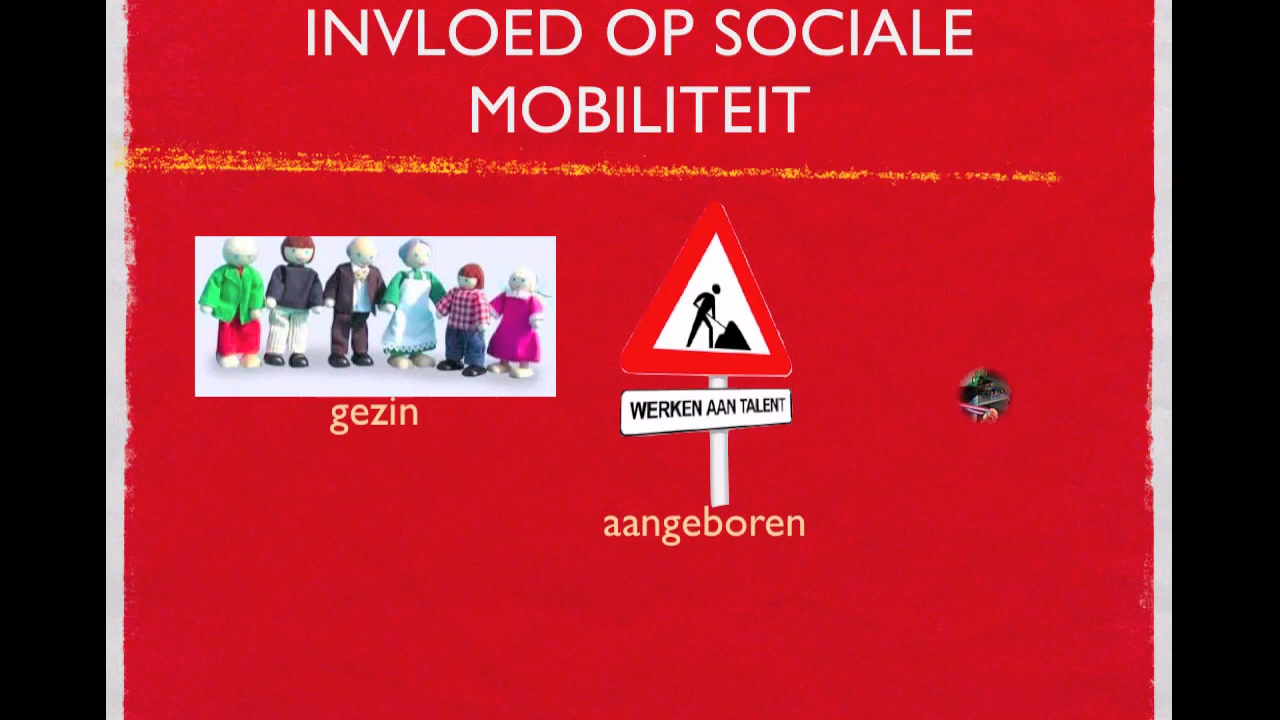 INVLOED OP SOCIALE
MOBILITEIT
WERKEN AAN TALENT
gezin
aangeboren